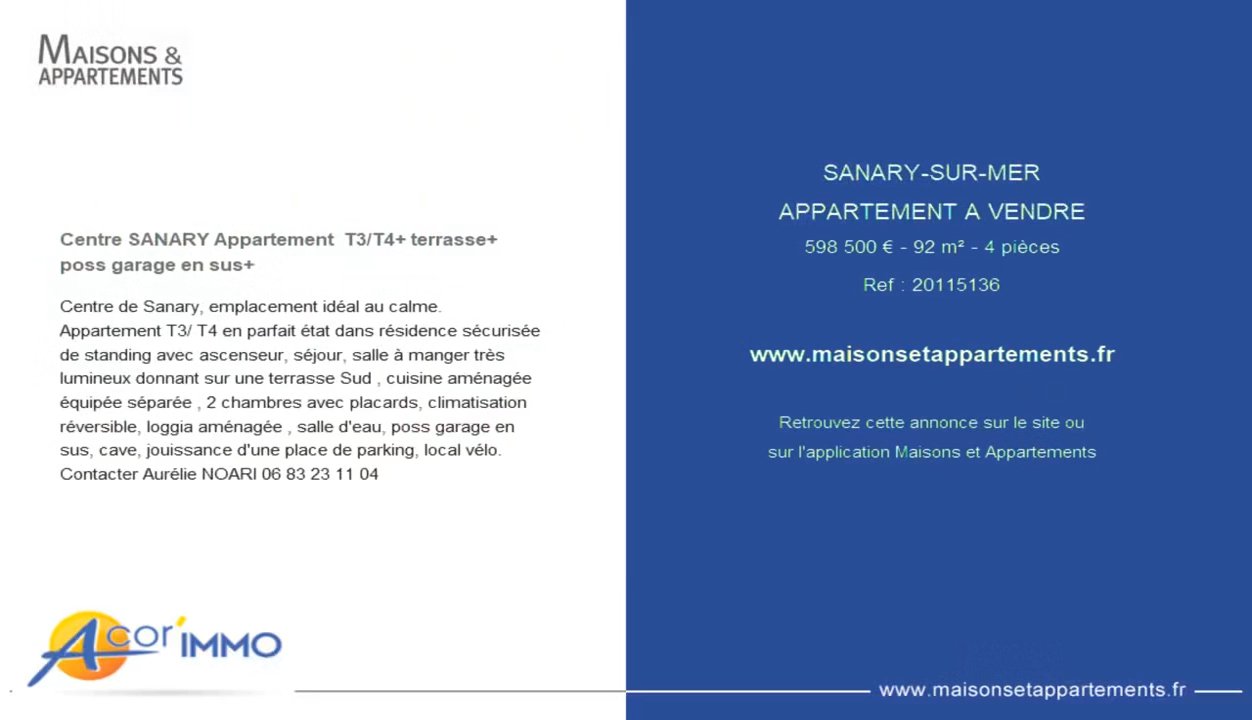 MAISONS &
APPARTEMENTS
Centre SANARY Appartement T3/T4+ terrasse+
poss garage en sus+
Centre de Sanary, emplacement idéal au calme.
Appartement T3/ T4 en parfait état dans résidence sécurisée
de standing avec ascenseur, séjour, salle à manger très
lumineux donnant sur une terrasse Sud , cuisine aménagée
équipée séparée , 2 chambres avec placards, climatisation
réversible, loggia aménagée , salle d'eau, poss garage en
sus, cave, jouissance d'une place de parking, local vélo.
Contacter Aurélie NOARI 06 83 23 11 04
Acor'IMMO
SANARY-SUR-MER
APPARTEMENT A VENDRE
598 500 € - 92 m² - 4 pièces
Ref : 20115136
www.maisonsetappartements.fr
Retrouvez cette annonce sur le site ou
sur l'application Maisons et Appartements
www.maisonsetappartements.fr